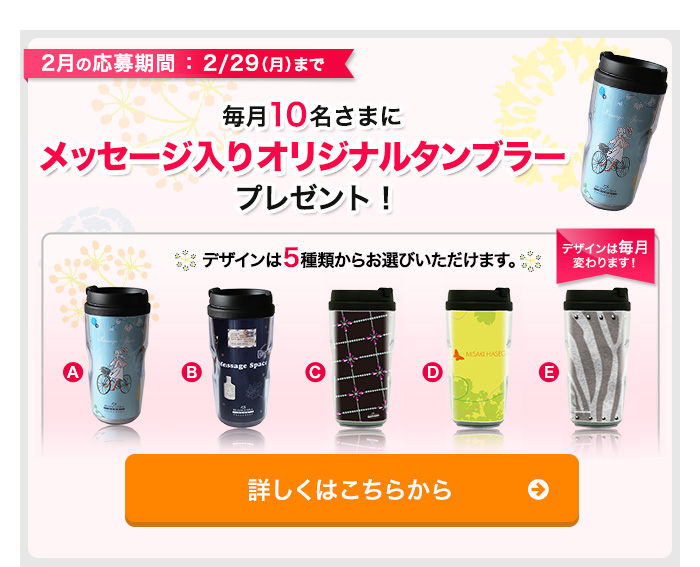 2月の応募期間 ： 2/29（月）まで
毎月10名さまに
メッセージ入りオリジナルタンブラー
プレゼント！
デザインは5種類からお選びいただけます。
デザインは毎月
変わります！
A
B
Message Space
C
D
MISAKI HASEG
E
詳しくはこちらから